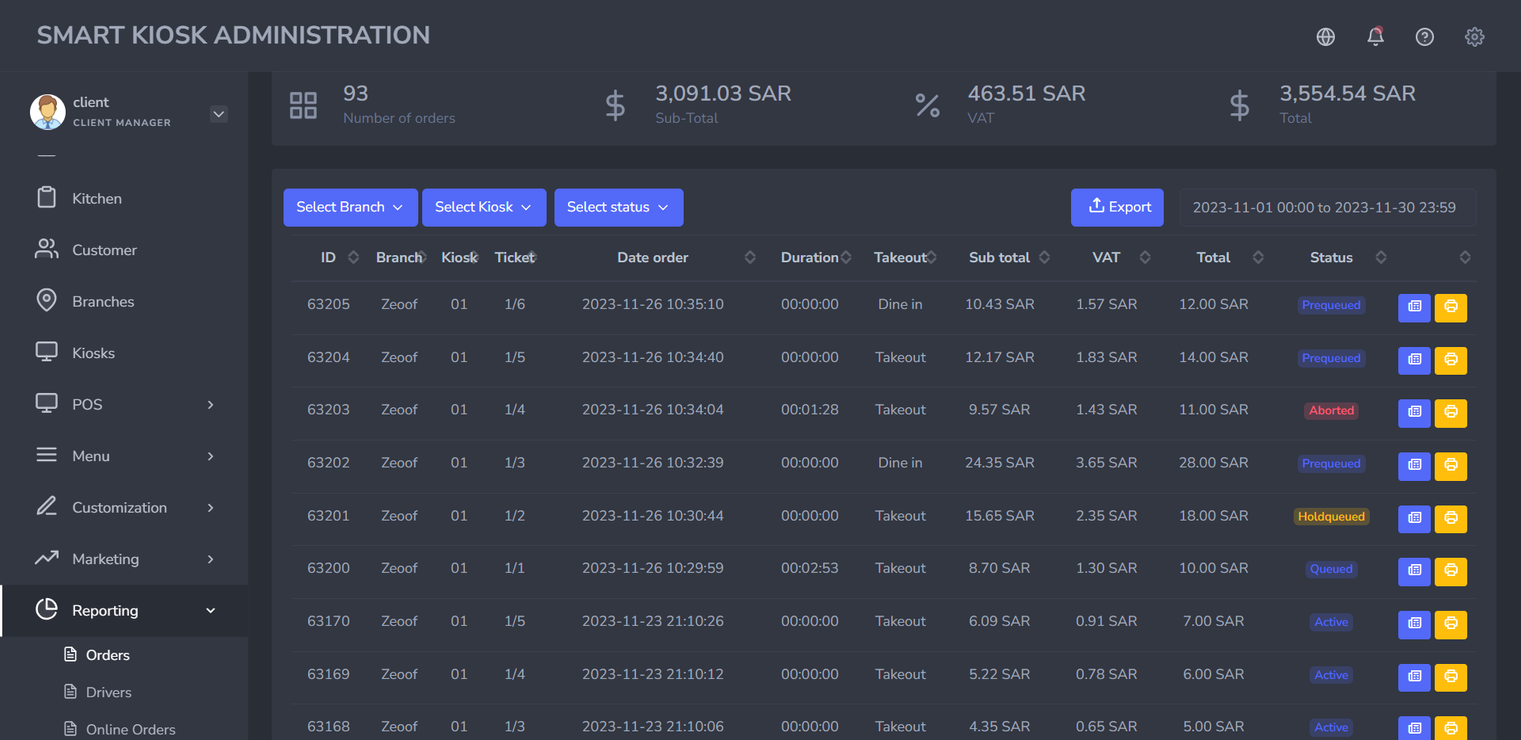 SMART KIOSK ADMINISTRATION
client
CLIENT MANAGER
Kitchen
Customer
Branches
Kiosks
POS
Menu
Customization
Marketing
Reporting
Orders
Drivers
Online Orders
93
Number of orders
3,091.03 SAR
Sub-Total
463.51 SAR
VAT
3,554.54 SAR
Total
Select Branch Select Kiosk Select status Export 2023-11-01 00:00 to 2023-11-30 23:59
ID Branch Kiosk Ticket Date order Duration Takeout Sub total VAT Total Status
63205 Zeoof 01 1/6 2023-11-26 10:35:10 00:00:00 Dine in 10.43 SAR 1.57 SAR 12.00 SAR Prequeued
63204 Zeoof 01 1/5 2023-11-26 10:34:40 00:00:00 Takeout 12.17 SAR 1.83 SAR 14.00 SAR Prequeued
63203 Zeoof 01 1/4 2023-11-26 10:34:04 00:01:28 Takeout 9.57 SAR 1.43 SAR 11.00 SAR Aborted
63202 Zeoof 01 1/3 2023-11-26 10:32:39 00:00:00 Dine in 24.35 SAR 3.65 SAR 28.00 SAR Prequeued
63201 Zeoof 01 1/2 2023-11-26 10:30:44 00:00:00 Takeout 15.65 SAR 2.35 SAR 18.00 SAR Holdqueued
63200 Zeoof 01 1/1 2023-11-26 10:29:59 00:02:53 Takeout 8.70 SAR 1.30 SAR 10.00 SAR Queued
63170 Zeoof 01 1/5 2023-11-23 21:10:26 00:00:00 Takeout 6.09 SAR 0.91 SAR 7.00 SAR Active
63169 Zeoof 01 1/4 2023-11-23 21:10:12 00:00:00 Takeout 5.22 SAR 0.78 SAR 6.00 SAR Active
63168 Zeoof 01 1/3 2023-11-23 21:10:06 00:00:00 Takeout 4.35 SAR 0.65 SAR 5.00 SAR Active